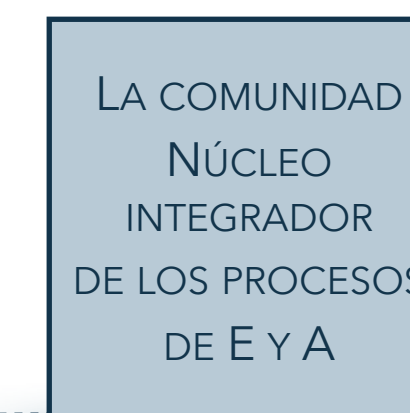 LA COMUNIDAD
NÚCLEO
INTEGRADOR
DE LOS PROCESOS
DE E Y A